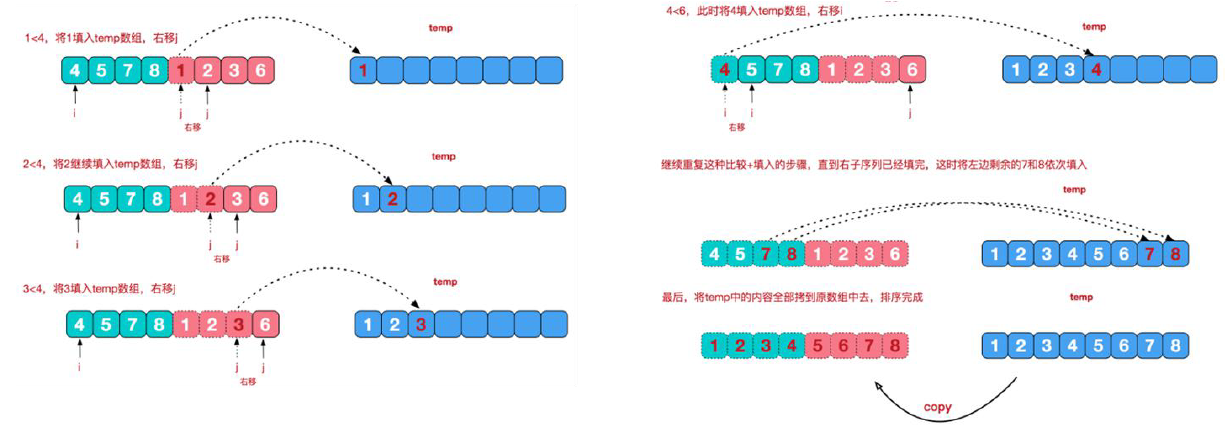 1<4，将1填入temp数组，右移j
temp
4 5 7 8 1 2 3 6
1
i
j
j
右移
2<4，将2继续填入temp数组，右移j
temp
4 5 7 8 1 2 3 6
1 2
i
j
j
右移
3<4，将3填入temp数组，右移j
temp
4 5 7 8 1 2 3 6
1 2 3
i
j
j
右移
4<6，此时将4填入temp数组，右移i
temp
4 5 7 8 1 2 3 6
1 2 3 4
i
i
j
右移
继续重复这种比较+填入的步骤，直到右子序列已经填完，这时将左边剩余的7和8依次填入
temp
4 5 7 8 1 2 3 6
1 2 3 4 5 6 7 8
最后，将temp中的内容全部拷到原数组中去，排序完成
temp
1 2 3 4 5 6 7 8
1 2 3 4 5 6 7 8
copy